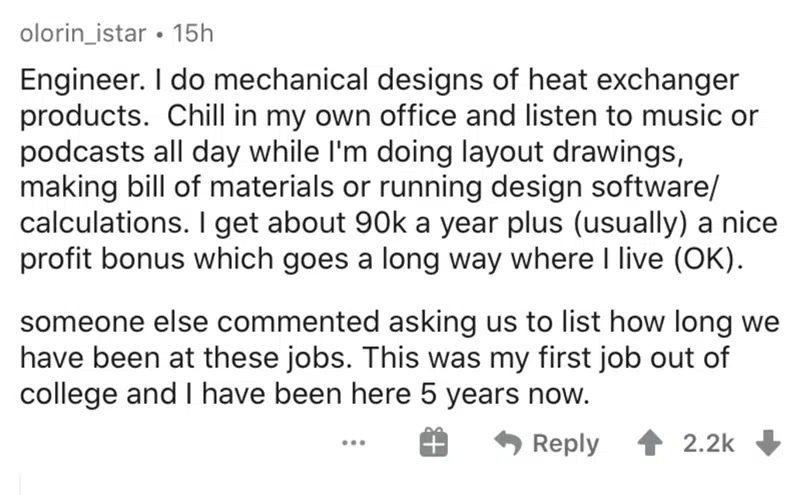 olorin_istar • 15h
Engineer. I do mechanical designs of heat exchanger
products.  Chill in my own office and listen to music or
podcasts all day while I'm doing layout drawings,
making bill of materials or running design software/
calculations. I get about 90k a year plus (usually) a nice
profit bonus which goes a long way where I live (OK).
someone else commented asking us to list how long we
have been at these jobs. This was my first job out of
college and I have been here 5 years now.
... Reply 2.2k